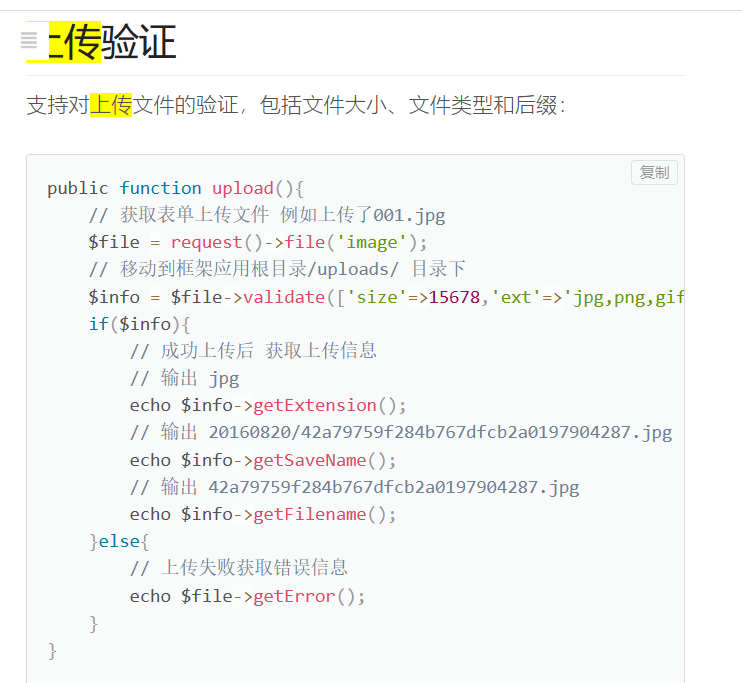 上传验证
支持对上传文件的验证，包括文件大小、文件类型和后缀：
复制
public function upload(){
    // 获取表单上传文件 例如上传了001.jpg
    $file = request()->file('image');
    // 移动到框架应用根目录/uploads/ 目录下
    $info = $file->validate(['size'=>15678,'ext'=>'jpg,png,gif
    if($info){
        // 成功上传后 获取上传信息
        // 输出 jpg
        echo $info->getExtension();
        // 输出 20160820/42a79759f284b767dfcb2a0197904287.jpg
        echo $info->getSaveName();
        // 输出 42a79759f284b767dfcb2a0197904287.jpg
        echo $info->getFilename();
    }else{
        // 上传失败获取错误信息
        echo $file->getError();
    }
}